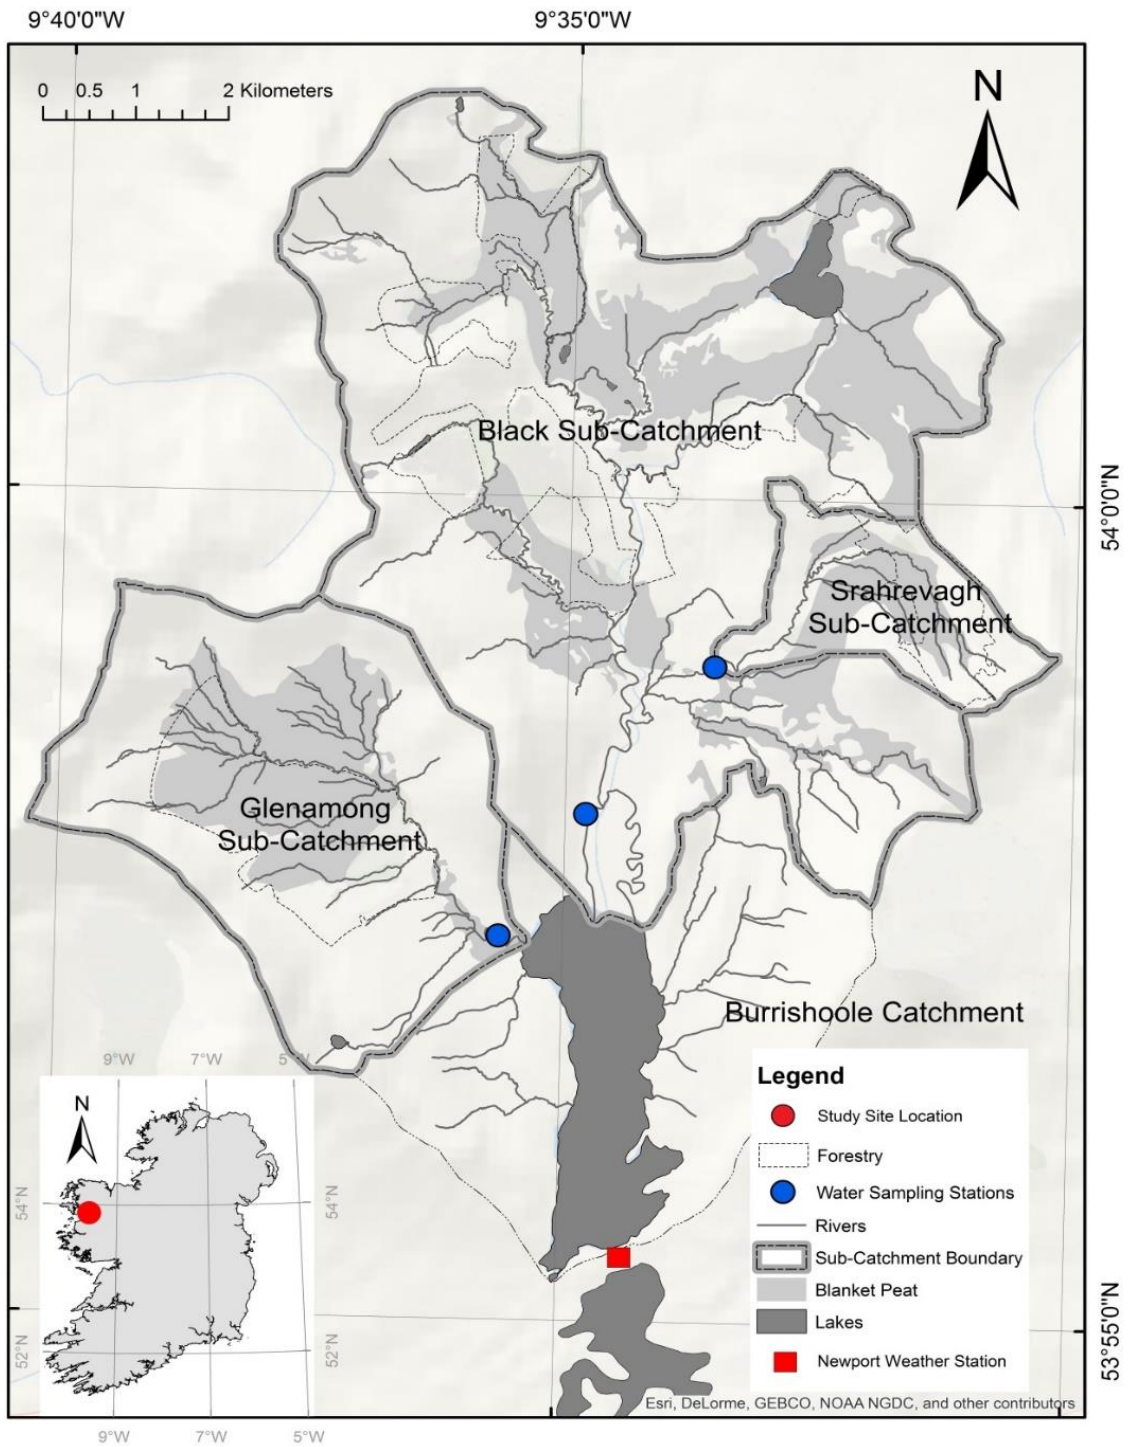 9°40'0"W
9°35'0"W
0 0.5 1 2 Kilometers
N
Black Sub-Catchment
54°0'0"N
Srahrevagh
Sub-Catchment
Glenamong
Sub-Catchment
Burrishoole Catchment
9°W 7°W 5°W
N
54°N
54°N
52°N
52°N
9°W 7°W 5°W
Legend
Study Site Location
Forestry
Water Sampling Stations
Rivers
Sub-Catchment Boundary
Blanket Peat
Lakes
Newport Weather Station
53°55'0"N
Esri, DeLorme, GEBCO, NOAA NGDC, and other contributors